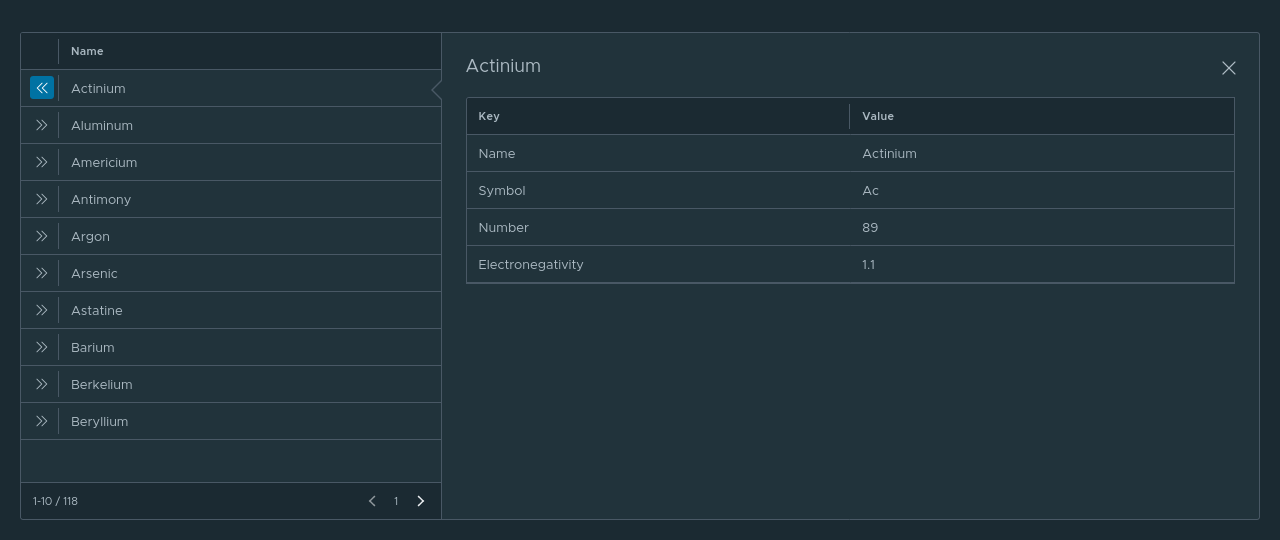 Name
Actinium
Aluminum
Americium
Antimony
Argon
Arsenic
Astatine
Barium
Berkelium
Beryllium
1-10 / 118
1
Actinium
Key Value
Name Actinium
Symbol Ac
Number 89
Electronegativity 1.1